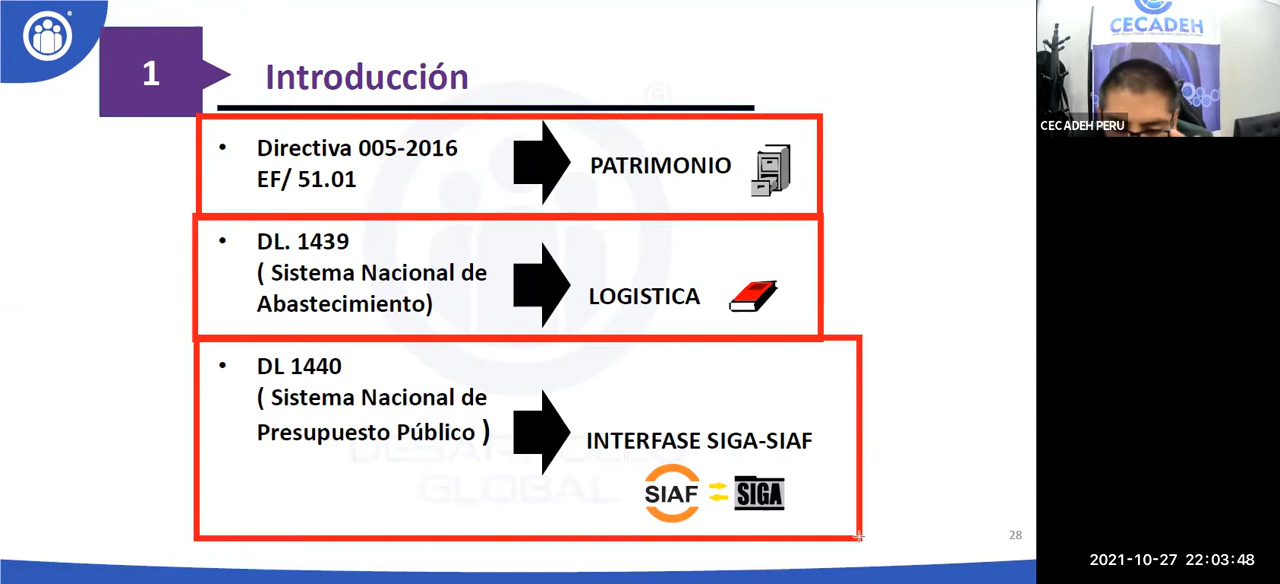 1
Introducción
• Directiva 005-2016
EF/ 51.01
PATRIMONIO
• DL. 1439
( Sistema Nacional de
Abastecimiento)
LOGISTICA
• DL 1440
( Sistema Nacional de
Presupuesto Público )
INTERFASE SIGA-SIAF
SIAF
SIGA
DESARROLLO
GLOBAL
28
CECADEH
CECADEH PERU
2021-10-27 22:03:48